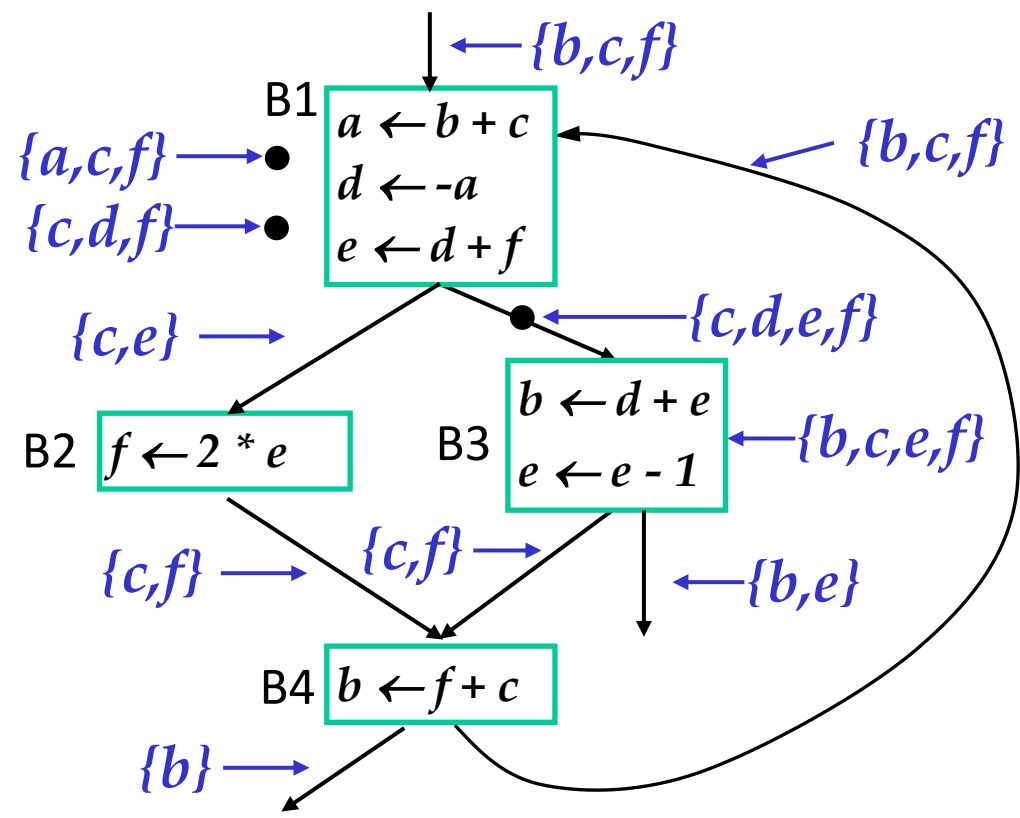 {b,c,f}
B1
a ← b + c
{b,c,f}
{a,c,f}
d ← -a
{c,d,f}
e ← d + f
{c,e}
{c,d,e,f}
b ← d + e
B2
f ← 2 * e
B3
{b,c,e,f}
e ← e - 1
{c,f}
{c,f}
{b,e}
B4
b ← f + c
{b}